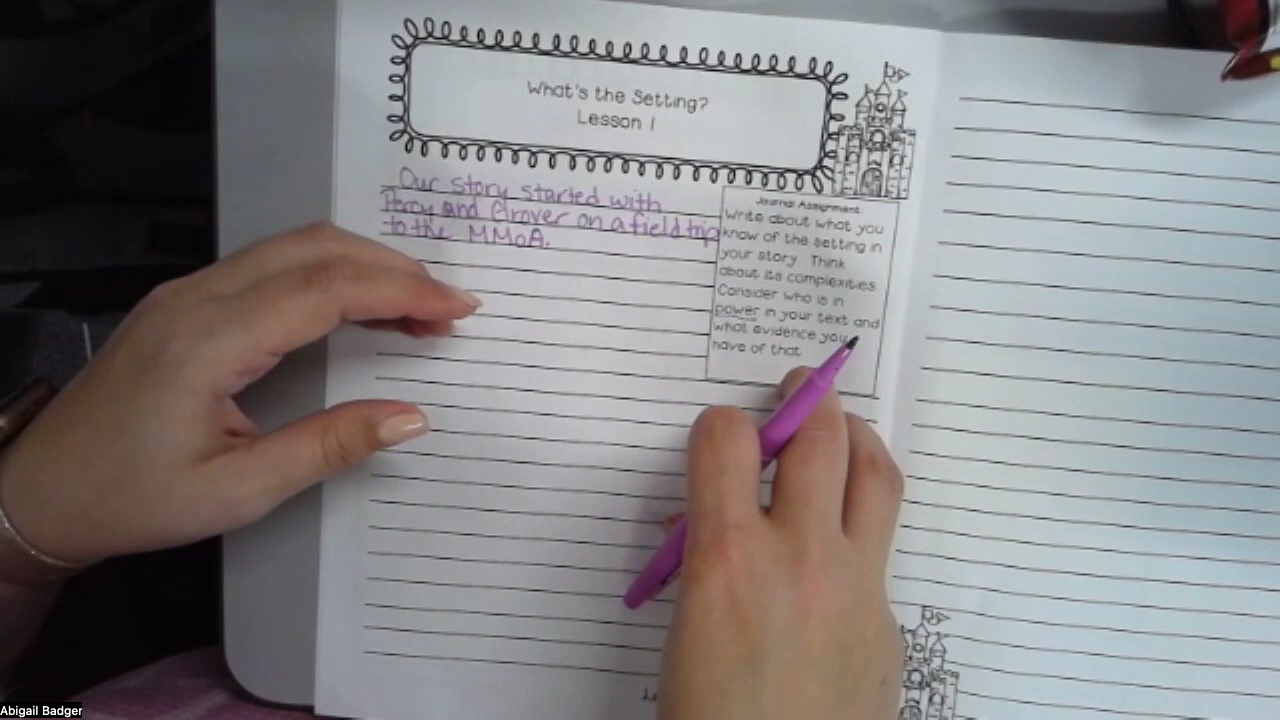 What's the Setting?
Lesson 1
Our story started with
Percy and Grover on a field trip
to the MMoA.
Journal Assignment
Write about what you
know of the setting in
your story Think
about its complexities
Consider who is in
power in your text and
what evidence you
have of that
Abigail Badger